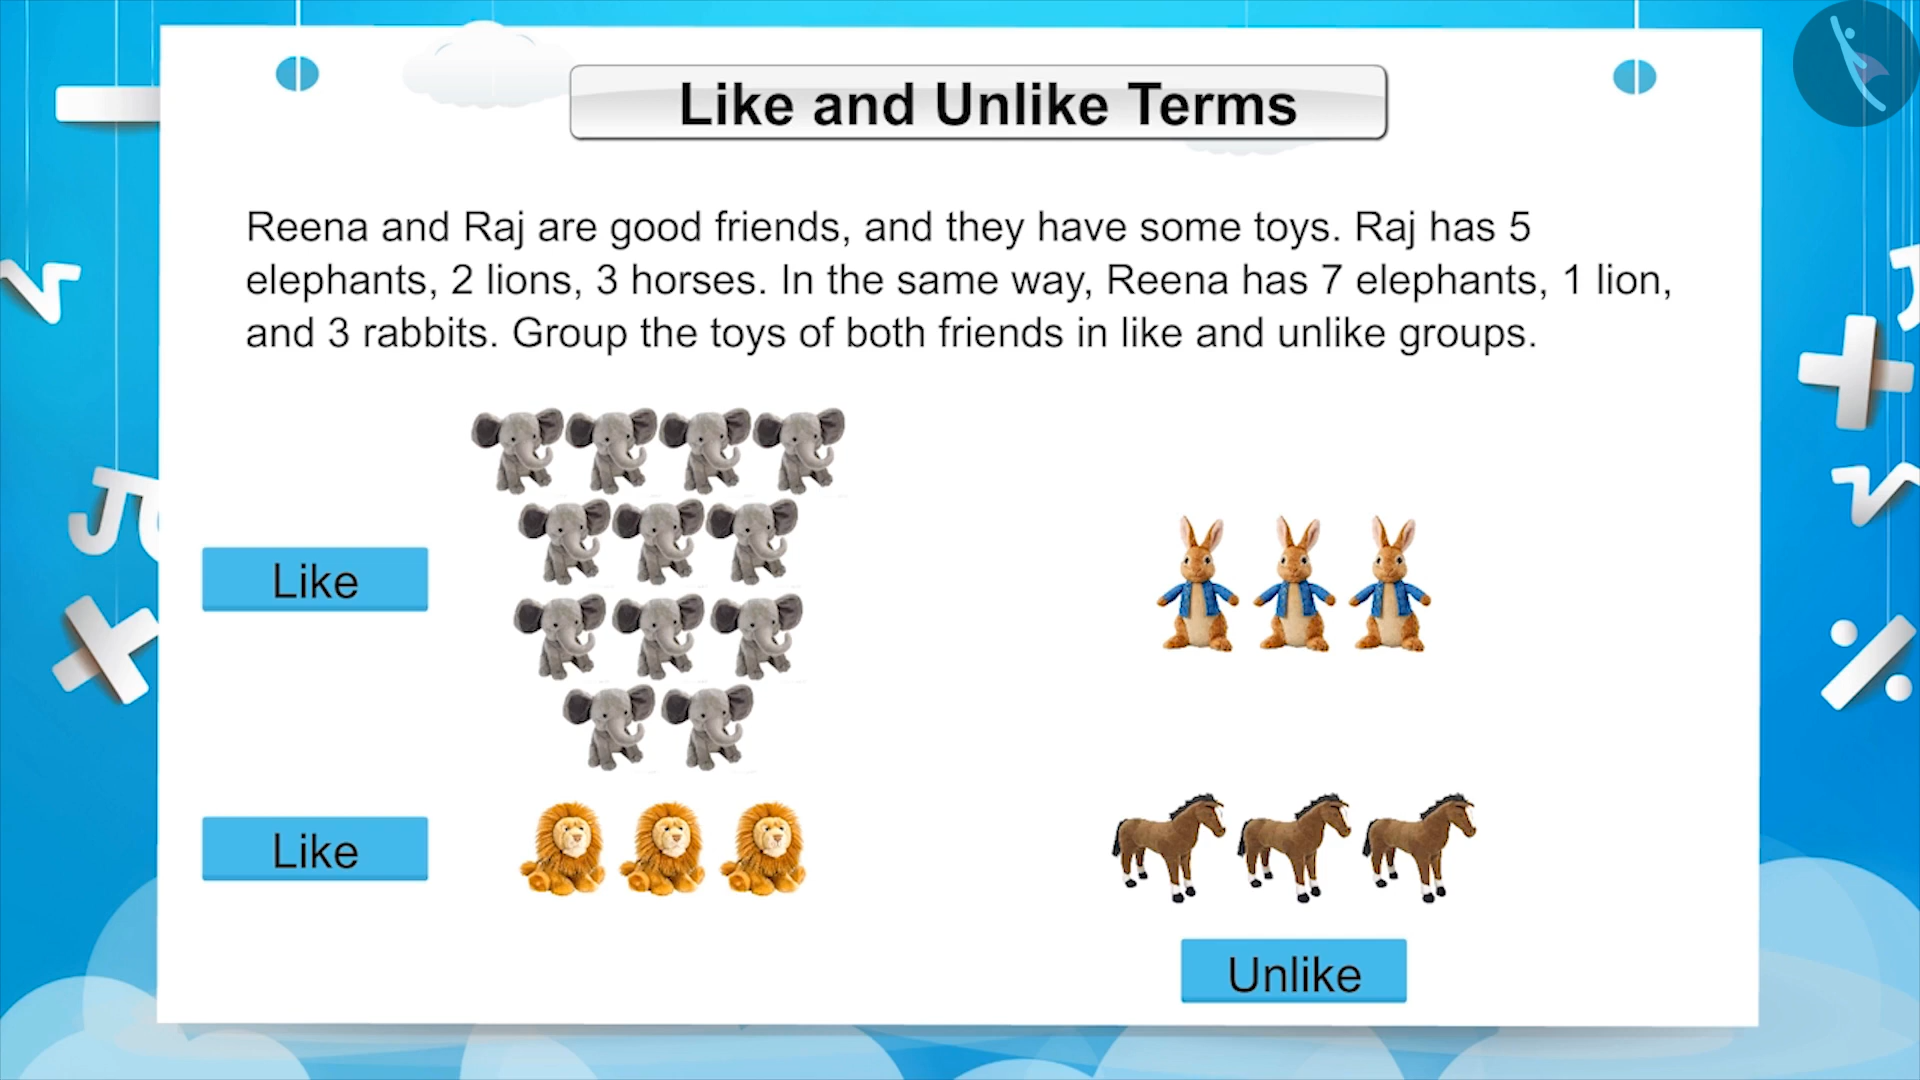 Like and Unlike Terms
Reena and Raj are good friends, and they have some toys. Raj has 5
elephants, 2 lions, 3 horses. In the same way, Reena has 7 elephants, 1 lion,
and 3 rabbits. Group the toys of both friends in like and unlike groups.
Like
Like
Unlike